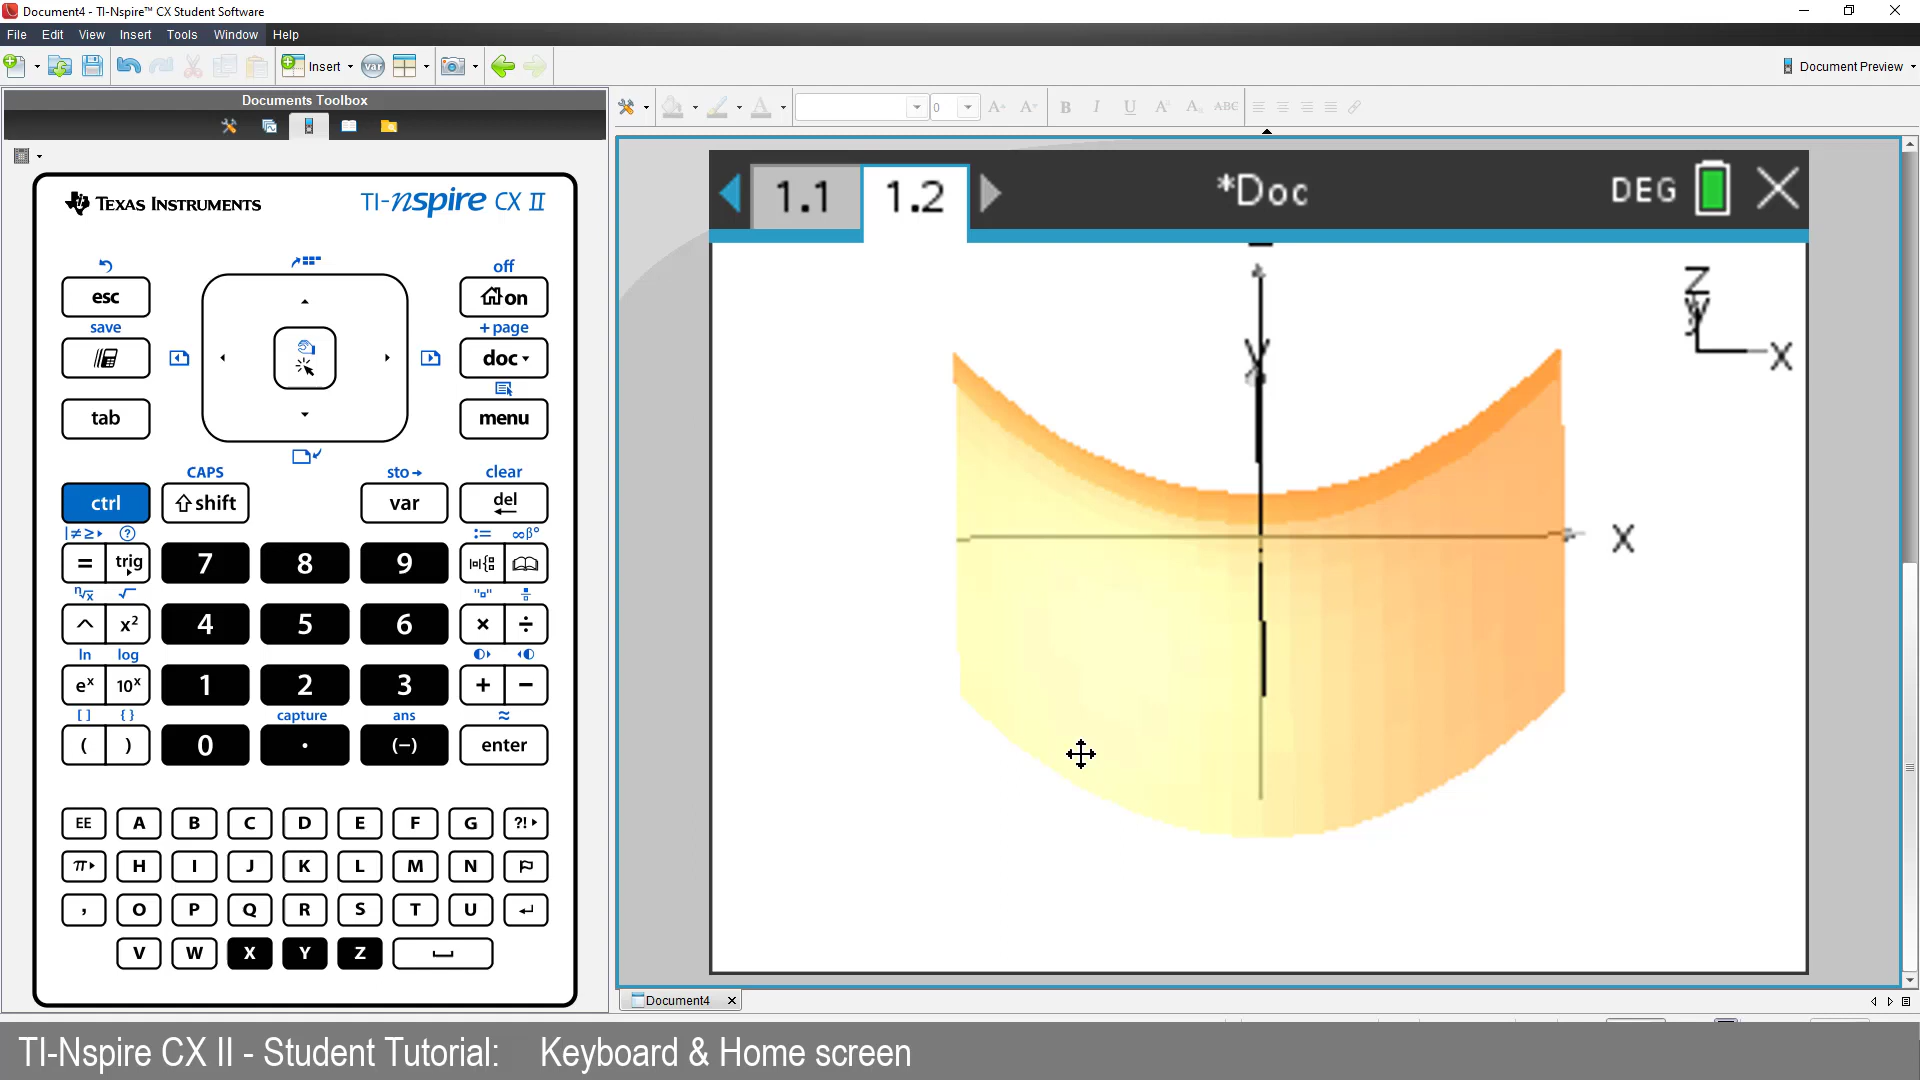 Document4 - TI-Nspire™ CX Student Software
File Edit View Insert Tools Window Help
Insert var Document Preview
Documents Toolbox
0 A A B I U A A ABC
1.1 1.2 *Doc DEG
TEXAS INSTRUMENTS TI-nspire CX II
off
esc on
save + page
doc
tab menu
CAPS sto→ clear
ctrl shift var del
|≠≥▸ ? := ∞β°
= trig 7 8 9
ⁿ√x √
^ x² 4 5 6 × ÷
ln log
eˣ 10ˣ 1 2 3 + −
[ ] { } capture ans ≈
( ) 0 . (−) enter
EE A B C D E F G ?!▸
π▸ H I J K L M N
, O P Q R S T U
V W X Y Z
z
y
x
y
x
Document4
TI-Nspire CX II - Student Tutorial: Keyboard & Home screen